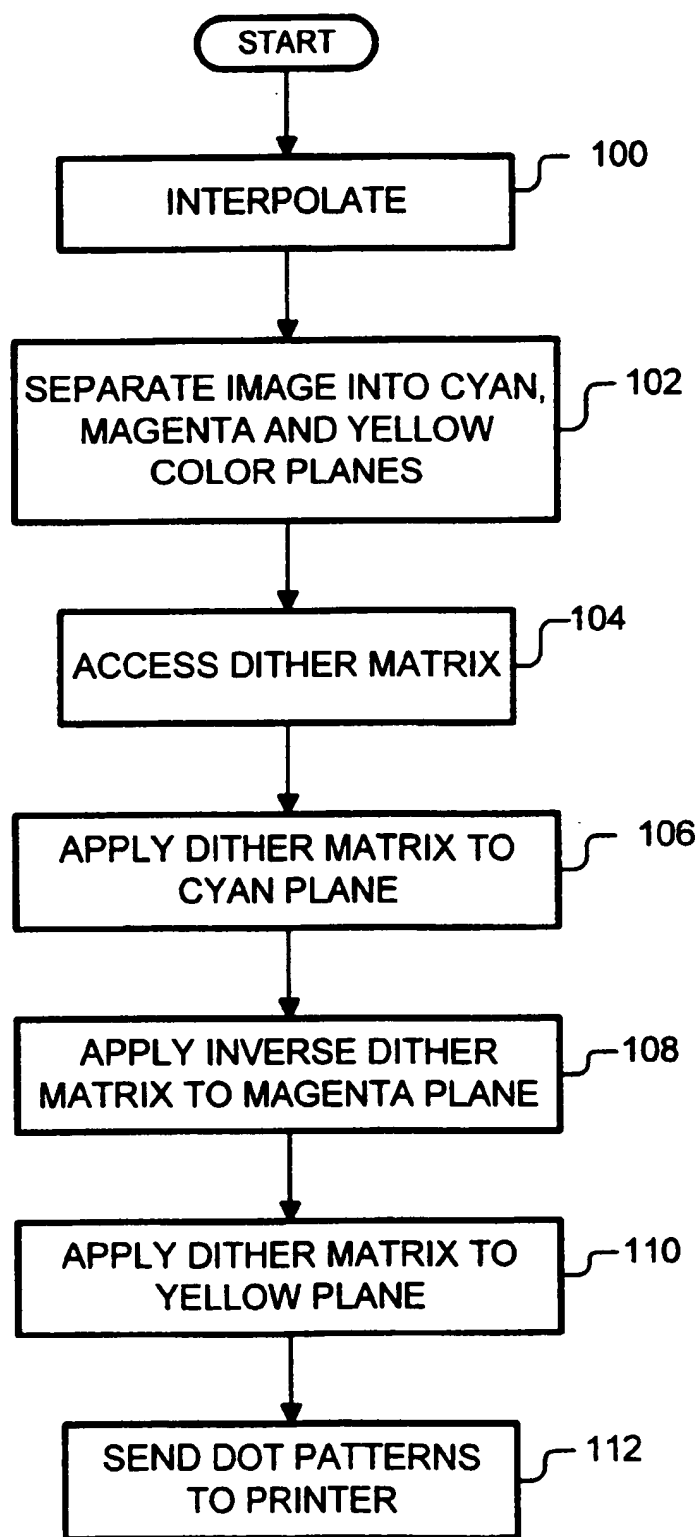 START
INTERPOLATE
100
SEPARATE IMAGE INTO CYAN,
MAGENTA AND YELLOW
COLOR PLANES
102
ACCESS DITHER MATRIX
104
APPLY DITHER MATRIX TO
CYAN PLANE
106
APPLY INVERSE DITHER
MATRIX TO MAGENTA PLANE
108
APPLY DITHER MATRIX TO
YELLOW PLANE
110
SEND DOT PATTERNS
TO PRINTER
112